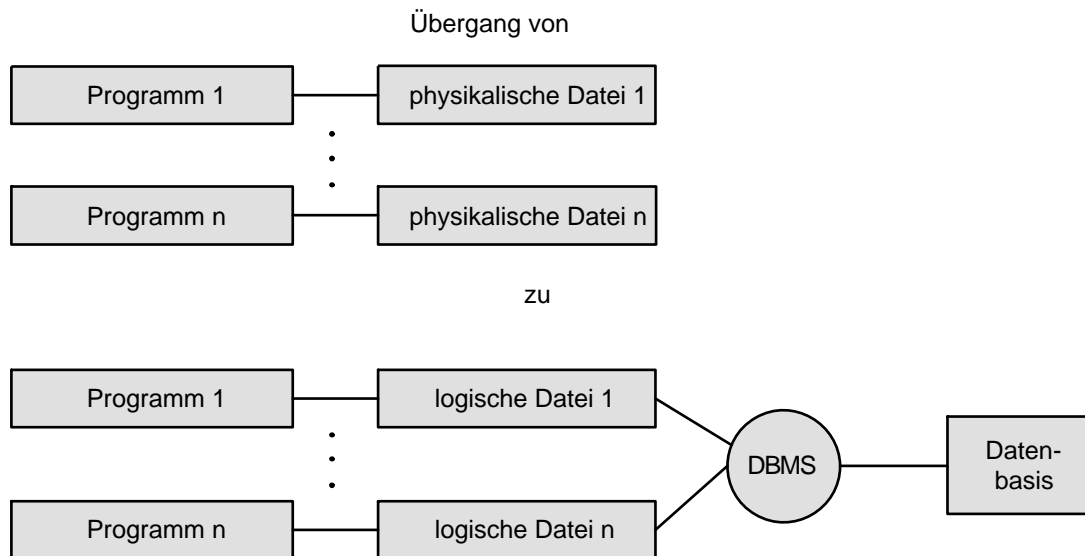 Übergang von
Programm 1
physikalische Datei 1
Programm n
physikalische Datei n
zu
Programm 1
logische Datei 1
DBMS
Daten-
basis
Programm n
logische Datei n